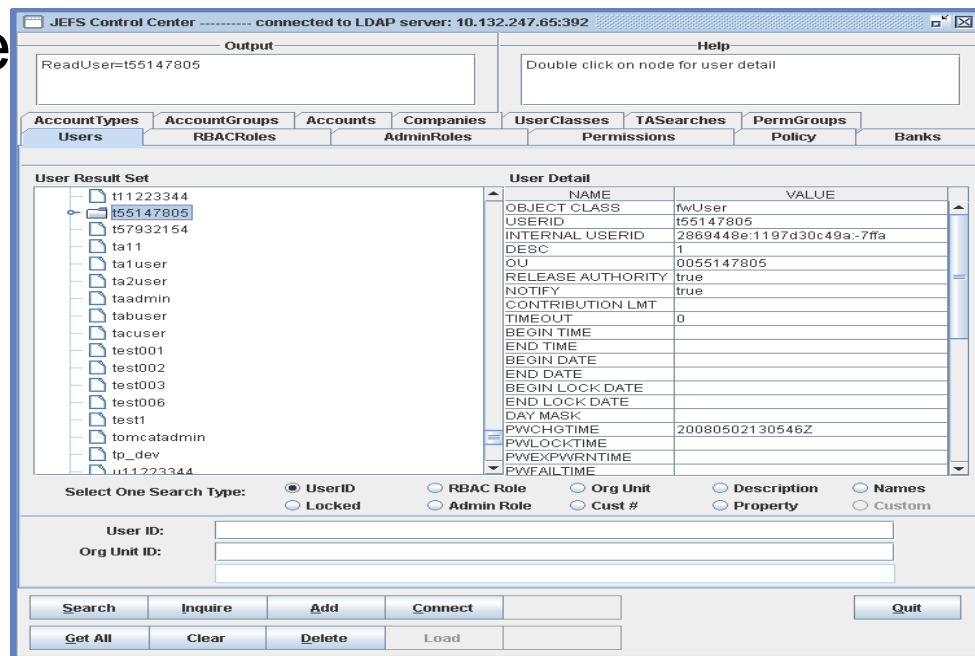 e
JEFS Control Center ---------- connected to LDAP server: 10.132.247.65:392
Output
ReadUser=t55147805
Help
Double click on node for user detail
AccountTypes AccountGroups Accounts Companies UserClasses TASearches PermGroups
Users RBACRoles AdminRoles Permissions Policy Banks
User Result Set
t11223344
t55147805
t57932154
ta11
ta1user
ta2user
taadmin
tabuser
tacuser
test001
test002
test003
test006
test1
tomcatadmin
tp_dev
u11223344
User Detail
NAME VALUE
OBJECT CLASS fwUser
USERID t55147805
INTERNAL USERID 2869448e:1197d30c49a:-7ffa
DESC 1
OU 0055147805
RELEASE AUTHORITY true
NOTIFY true
CONTRIBUTION LMT
TIMEOUT 0
BEGIN TIME
END TIME
BEGIN DATE
END DATE
BEGIN LOCK DATE
END LOCK DATE
DAY MASK
PWCHGTIME 20080502130546Z
PWLOCKTIME
PWEXPWRNTIME
PWFAILTIME
Select One Search Type: UserID RBAC Role Org Unit Description Names
Locked Admin Role Cust # Property Custom
User ID:
Org Unit ID:
Search Inquire Add Connect Quit
Get All Clear Delete Load